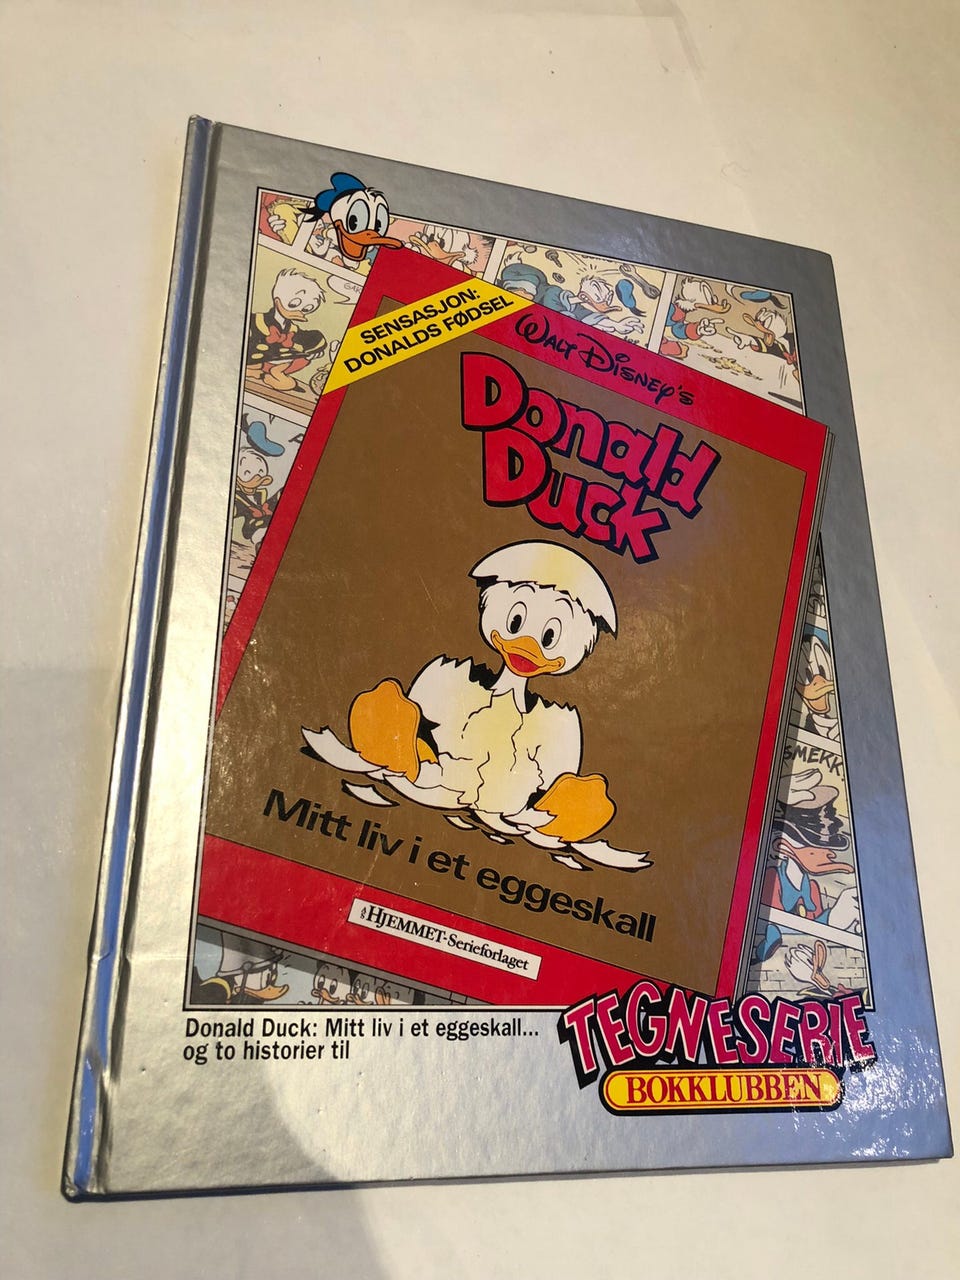 SENSASJON:
DONALDS FØDSEL
WALT DISNEY'S
Donald
Duck
Mitt liv i et eggeskall
A/S HJEMMET-Serieforlaget
SMEKK!
Donald Duck: Mitt liv i et eggeskall...
og to historier til
TEGNESERIE
BOKKLUBBEN